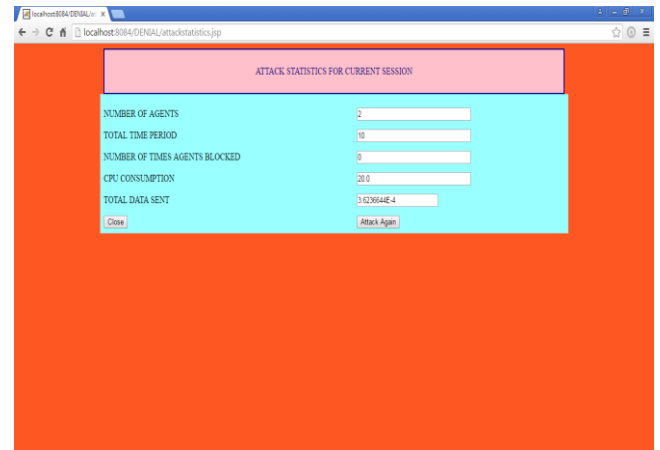 localhost:8084/DENIAL/at
localhost:8084/DENIAL/attackstatistics.jsp
ATTACK STATISTICS FOR CURRENT SESSION
NUMBER OF AGENTS 2
TOTAL TIME PERIOD 10
NUMBER OF TIMES AGENTS BLOCKED 0
CPU CONSUMPTION 20.0
TOTAL DATA SENT 3.6236644E-4
Close Attack Again